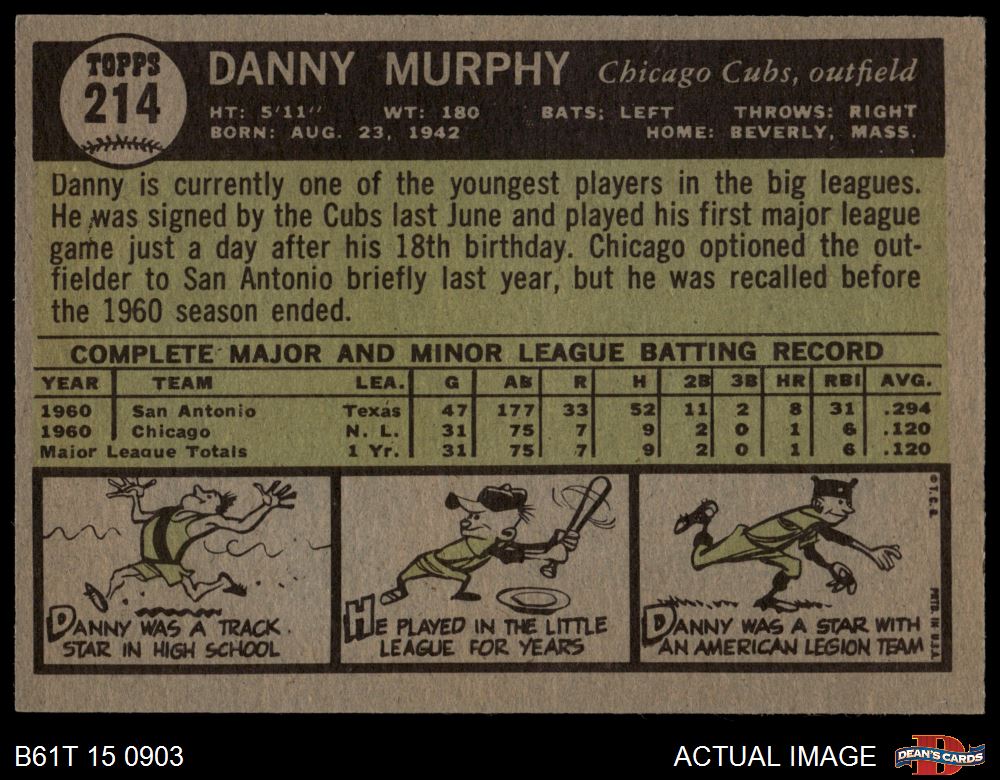 TOPPS
214
DANNY MURPHY Chicago Cubs, outfield
HT: 5'11" WT: 180 BATS: LEFT THROWS: RIGHT
BORN: AUG. 23, 1942 HOME: BEVERLY, MASS.
Danny is currently one of the youngest players in the big leagues.
He was signed by the Cubs last June and played his first major league
game just a day after his 18th birthday. Chicago optioned the out-
fielder to San Antonio briefly last year, but he was recalled before
the 1960 season ended.
COMPLETE MAJOR AND MINOR LEAGUE BATTING RECORD
YEAR TEAM LEA. G AB R H 2B 3B HR RBI AVG.
1960 San Antonio Texas 47 177 33 52 11 2 8 31 .294
1960 Chicago N. L. 31 75 7 9 2 0 1 6 .120
Major League Totals 1 Yr. 31 75 7 9 2 0 1 6 .120
DANNY WAS A TRACK
STAR IN HIGH SCHOOL
HE PLAYED IN THE LITTLE
LEAGUE FOR YEARS
DANNY WAS A STAR WITH
AN AMERICAN LEGION TEAM
© T.C.G.
PRTD. IN U.S.A.
B61T 15 0903
ACTUAL IMAGE
DEAN'S CARDS